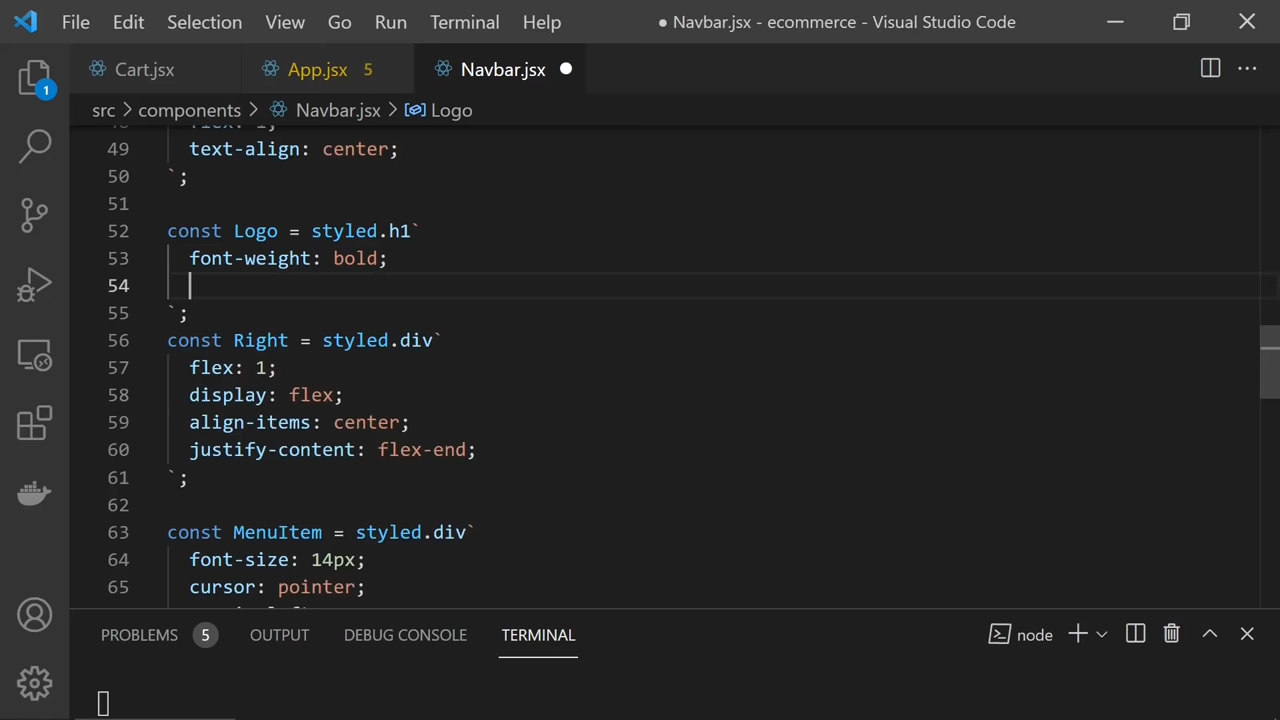 File Edit Selection View Go Run Terminal Help ● Navbar.jsx - ecommerce - Visual Studio Code
Cart.jsx App.jsx 5 Navbar.jsx
1
src > components > Navbar.jsx > Logo
49 text-align: center;
50 `;
51
52 const Logo = styled.h1`
53 font-weight: bold;
54
55 `;
56 const Right = styled.div`
57 flex: 1;
58 display: flex;
59 align-items: center;
60 justify-content: flex-end;
61 `;
62
63 const MenuItem = styled.div`
64 font-size: 14px;
65 cursor: pointer;
PROBLEMS 5 OUTPUT DEBUG CONSOLE TERMINAL node